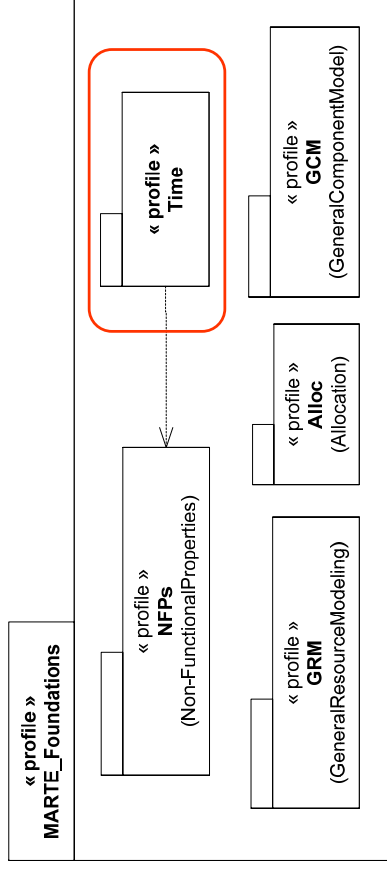 « profile »
MARTE_Foundations
« profile »
NFPs
(Non-FunctionalProperties)
« profile »
Time
« profile »
GRM
(GeneralResourceModeling)
« profile »
Alloc
(Allocation)
« profile »
GCM
(GeneralComponentModel)